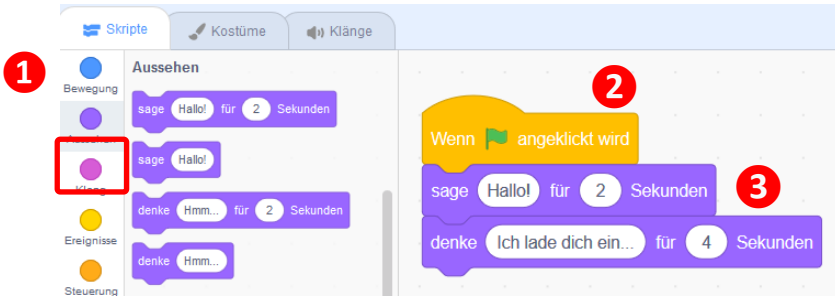 Skripte Kostüme Klänge
1
Bewegung
Aussehen
Klang
Ereignisse
Steuerung
Aussehen
sage Hallo! für 2 Sekunden
sage Hallo!
denke Hmm... für 2 Sekunden
denke Hmm...
2
Wenn angeklickt wird
sage Hallo! für 2 Sekunden
3
denke Ich lade dich ein... für 4 Sekunden